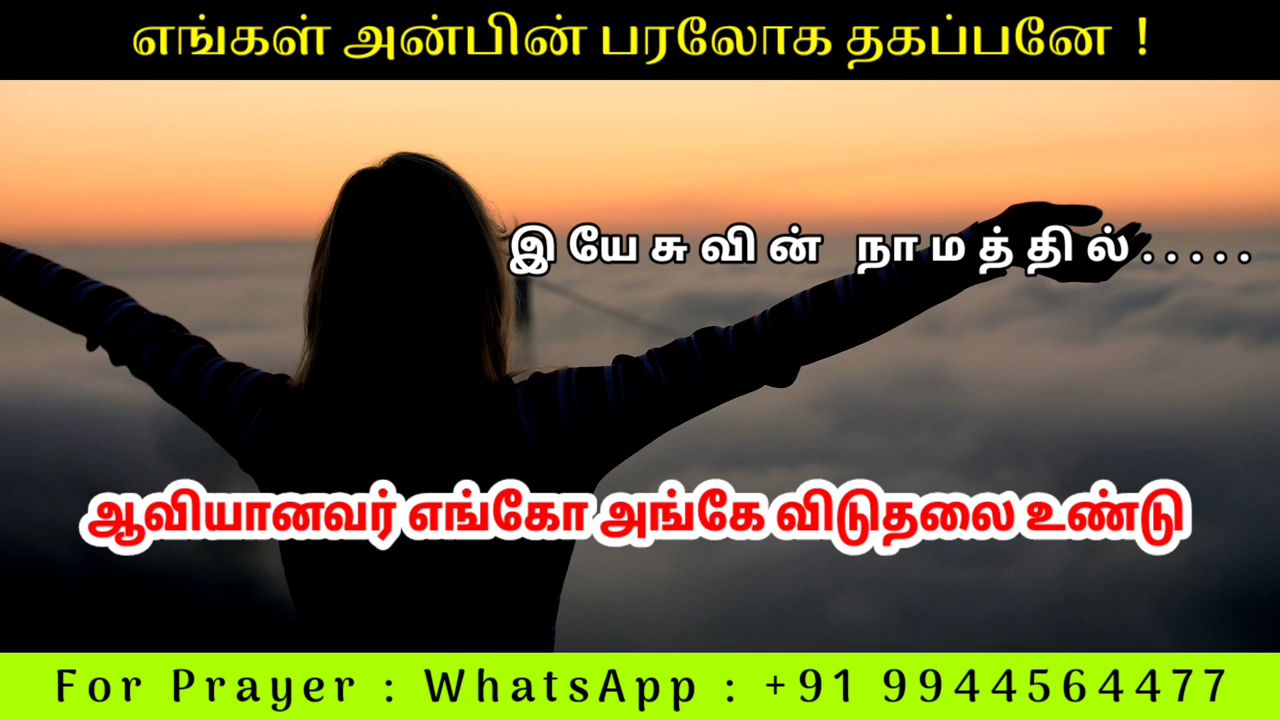 எங்கள் அன்பின் பரலோக தகப்பனே !
இயேசுவின் நாமத்தில்.....
ஆவியானவர் எங்கோ அங்கே விடுதலை உண்டு
For Prayer : WhatsApp : +91 9944564477